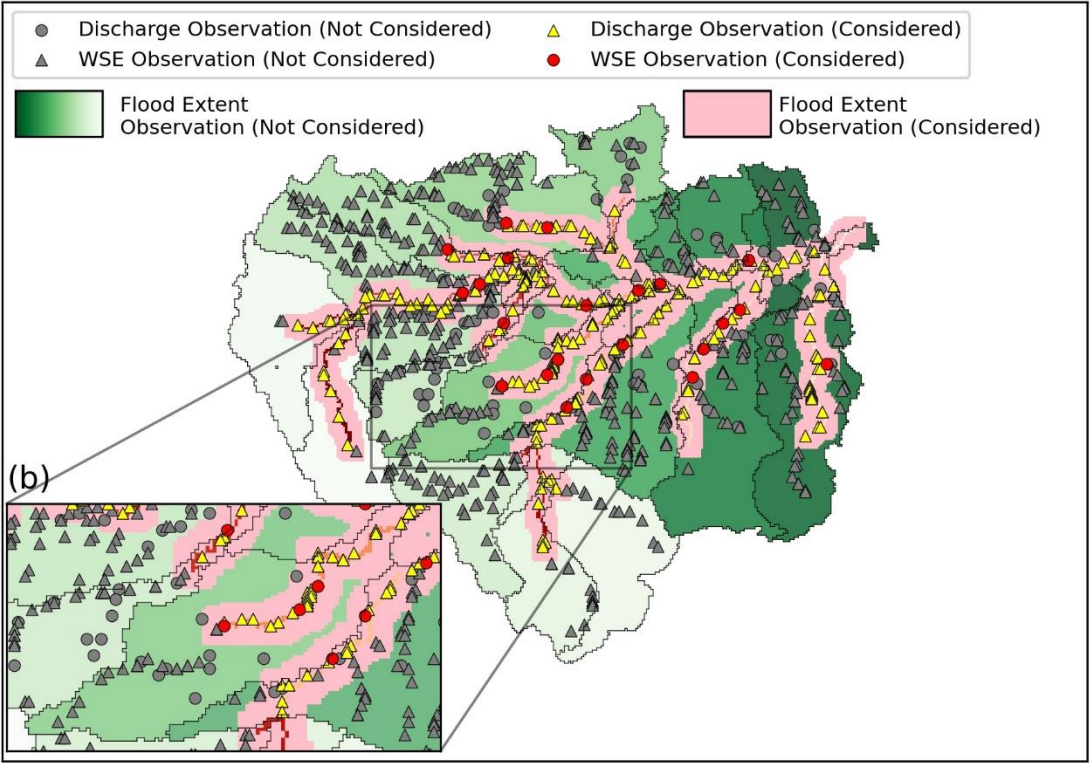 Discharge Observation (Not Considered)
Discharge Observation (Considered)
WSE Observation (Not Considered)
WSE Observation (Considered)
Flood Extent
Observation (Not Considered)
Flood Extent
Observation (Considered)
(b)